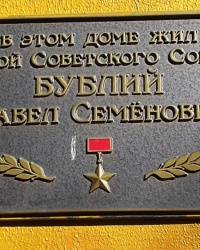 В ЭТОМ ДОМЕ ЖИЛ
ОЙ СОВЕТСКОГО СО
БУБЛИЙ
АВЕЛ СЕМЁНОВИ